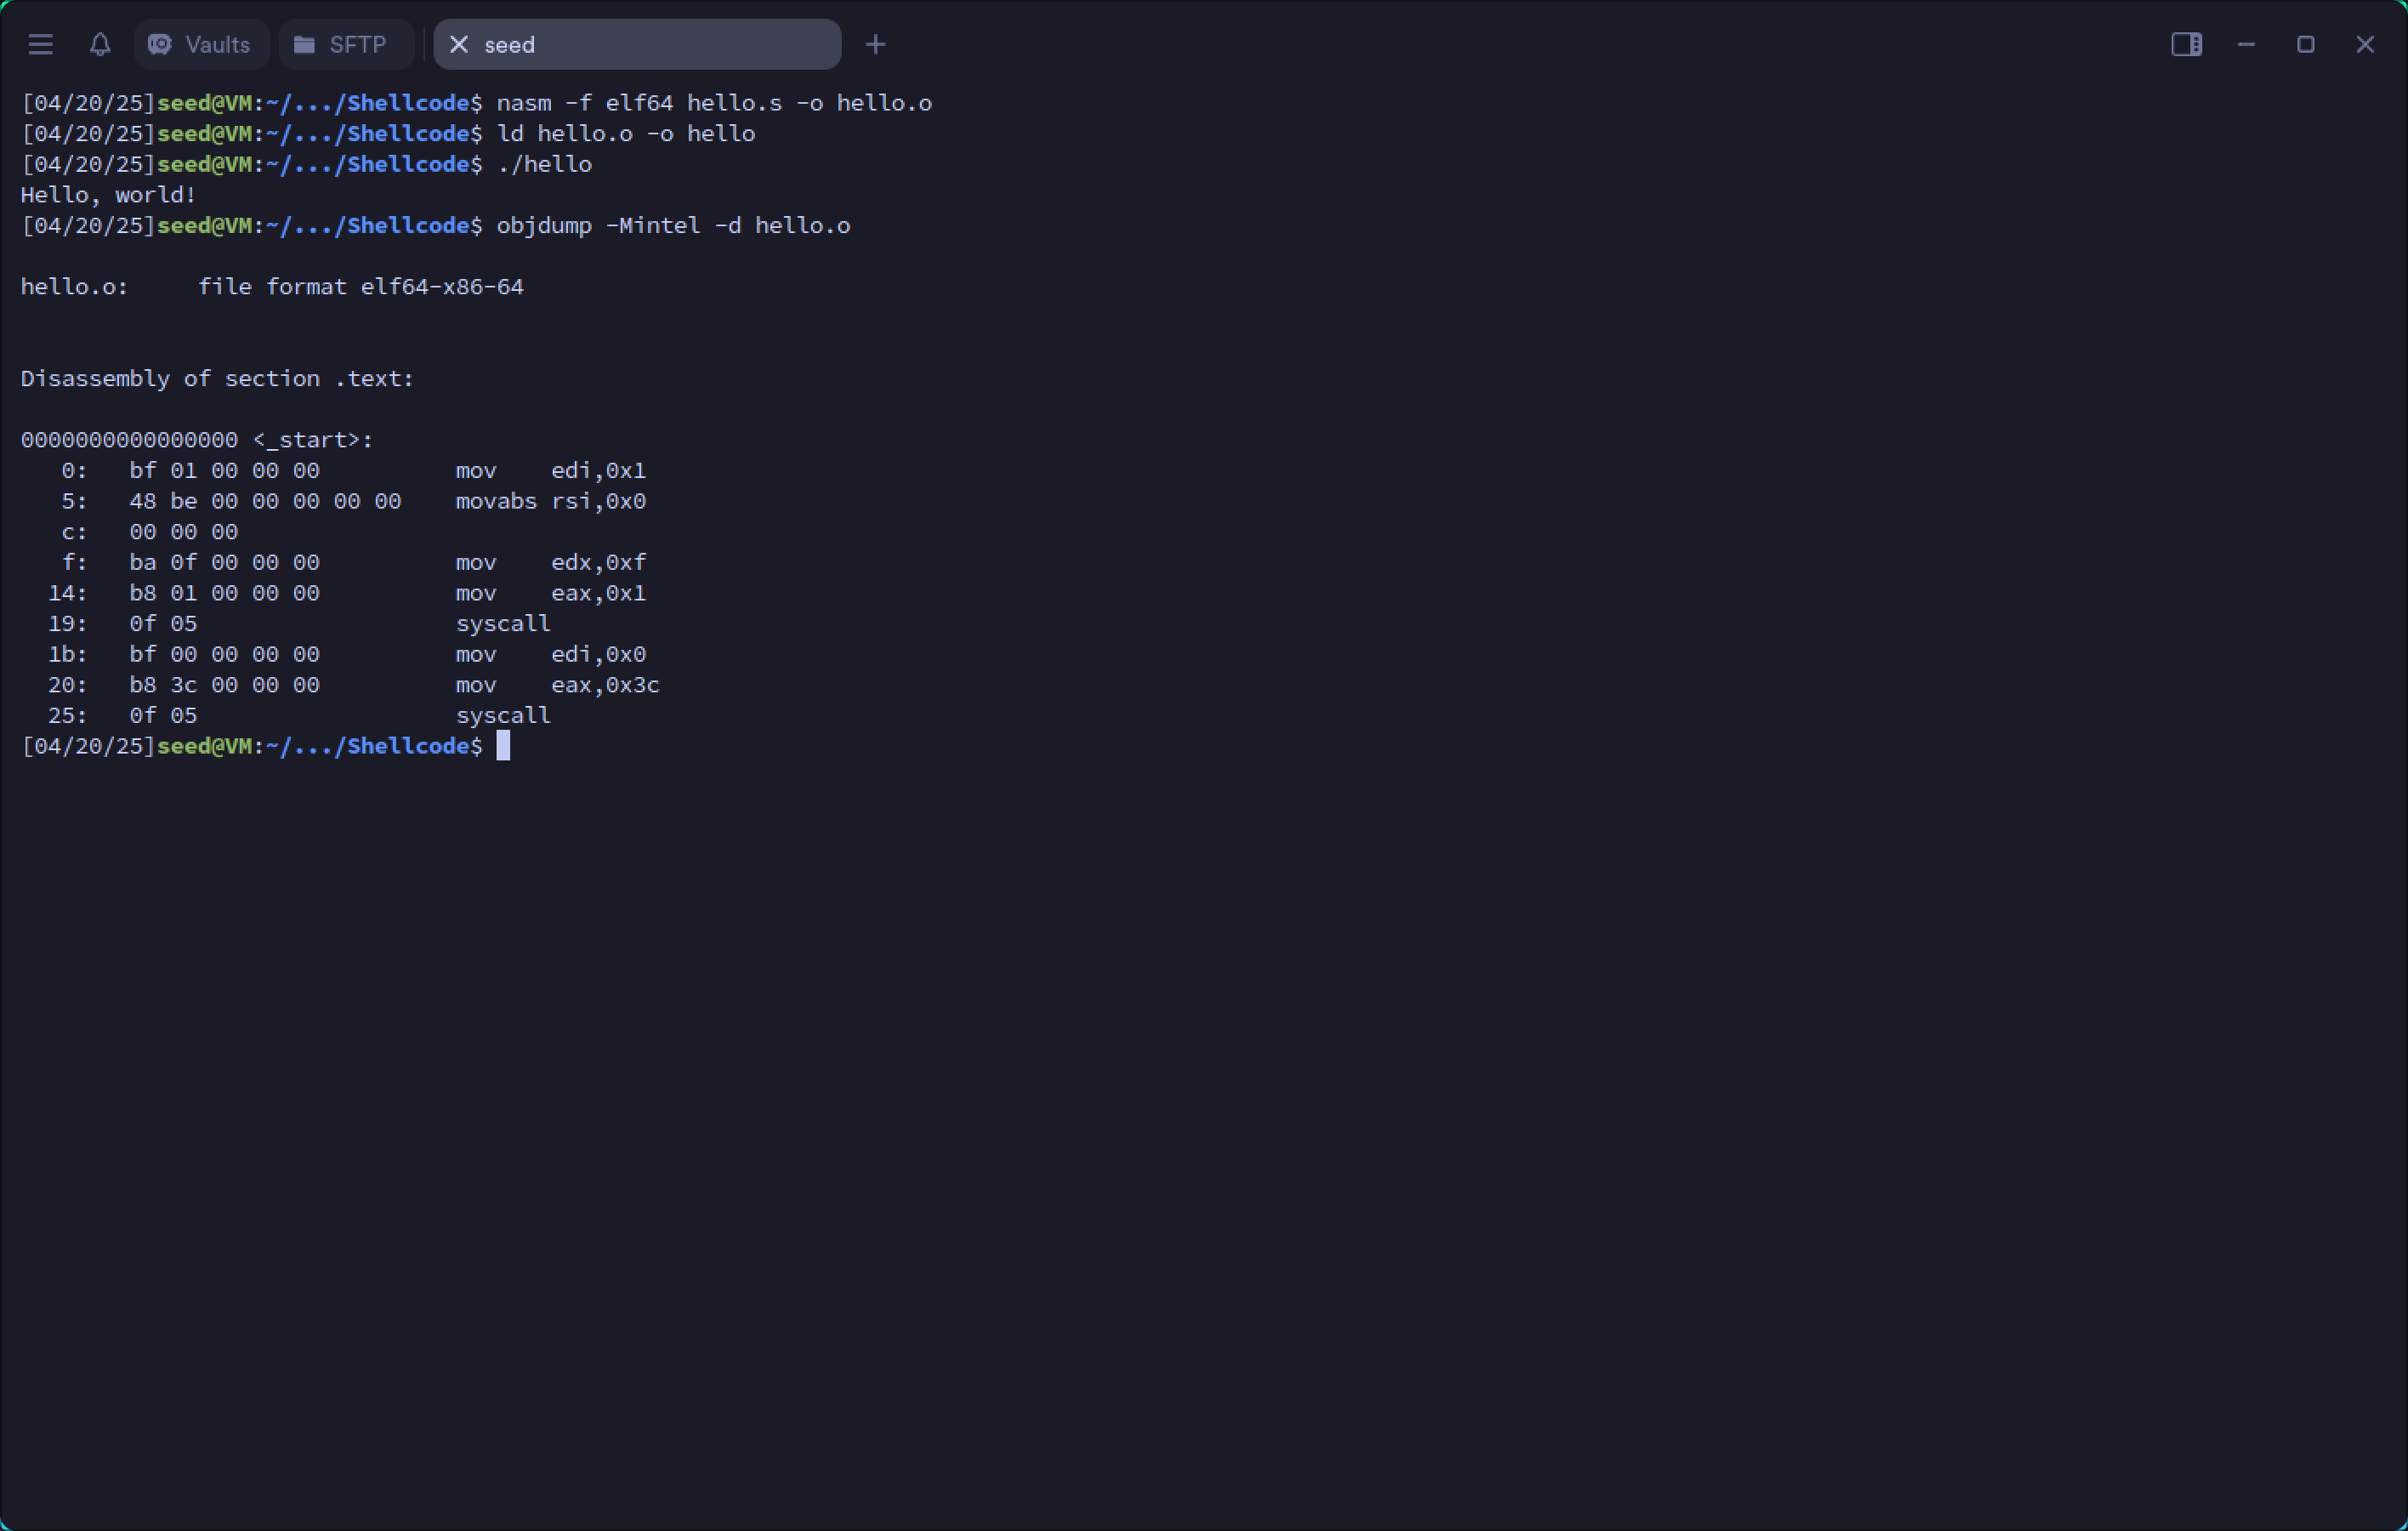 Vaults SFTP seed
[04/20/25]seed@VM:~/.../Shellcode$ nasm -f elf64 hello.s -o hello.o
[04/20/25]seed@VM:~/.../Shellcode$ ld hello.o -o hello
[04/20/25]seed@VM:~/.../Shellcode$ ./hello
Hello, world!
[04/20/25]seed@VM:~/.../Shellcode$ objdump -Mintel -d hello.o
hello.o:     file format elf64-x86-64
Disassembly of section .text:
0000000000000000 <_start>:
   0:   bf 01 00 00 00          mov    edi,0x1
   5:   48 be 00 00 00 00 00    movabs rsi,0x0
   c:   00 00 00
   f:   ba 0f 00 00 00          mov    edx,0xf
  14:   b8 01 00 00 00          mov    eax,0x1
  19:   0f 05                   syscall
  1b:   bf 00 00 00 00          mov    edi,0x0
  20:   b8 3c 00 00 00          mov    eax,0x3c
  25:   0f 05                   syscall
[04/20/25]seed@VM:~/.../Shellcode$